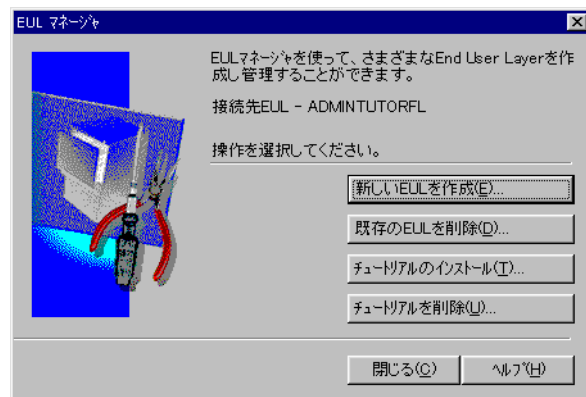 EUL ﾏﾈｰｼﾞｬ
EULﾏﾈｰｼﾞｬを使って、さまざまなEnd User Layerを作
成し管理することができます。
接続先EUL - ADMINTUTORFL
操作を選択してください。
新しいEULを作成(E)...
既存のEULを削除(D)...
ﾁｭｰﾄﾘｱﾙのｲﾝｽﾄｰﾙ(T)...
ﾁｭｰﾄﾘｱﾙを削除(U)...
閉じる(C)
ﾍﾙﾌﾟ(H)